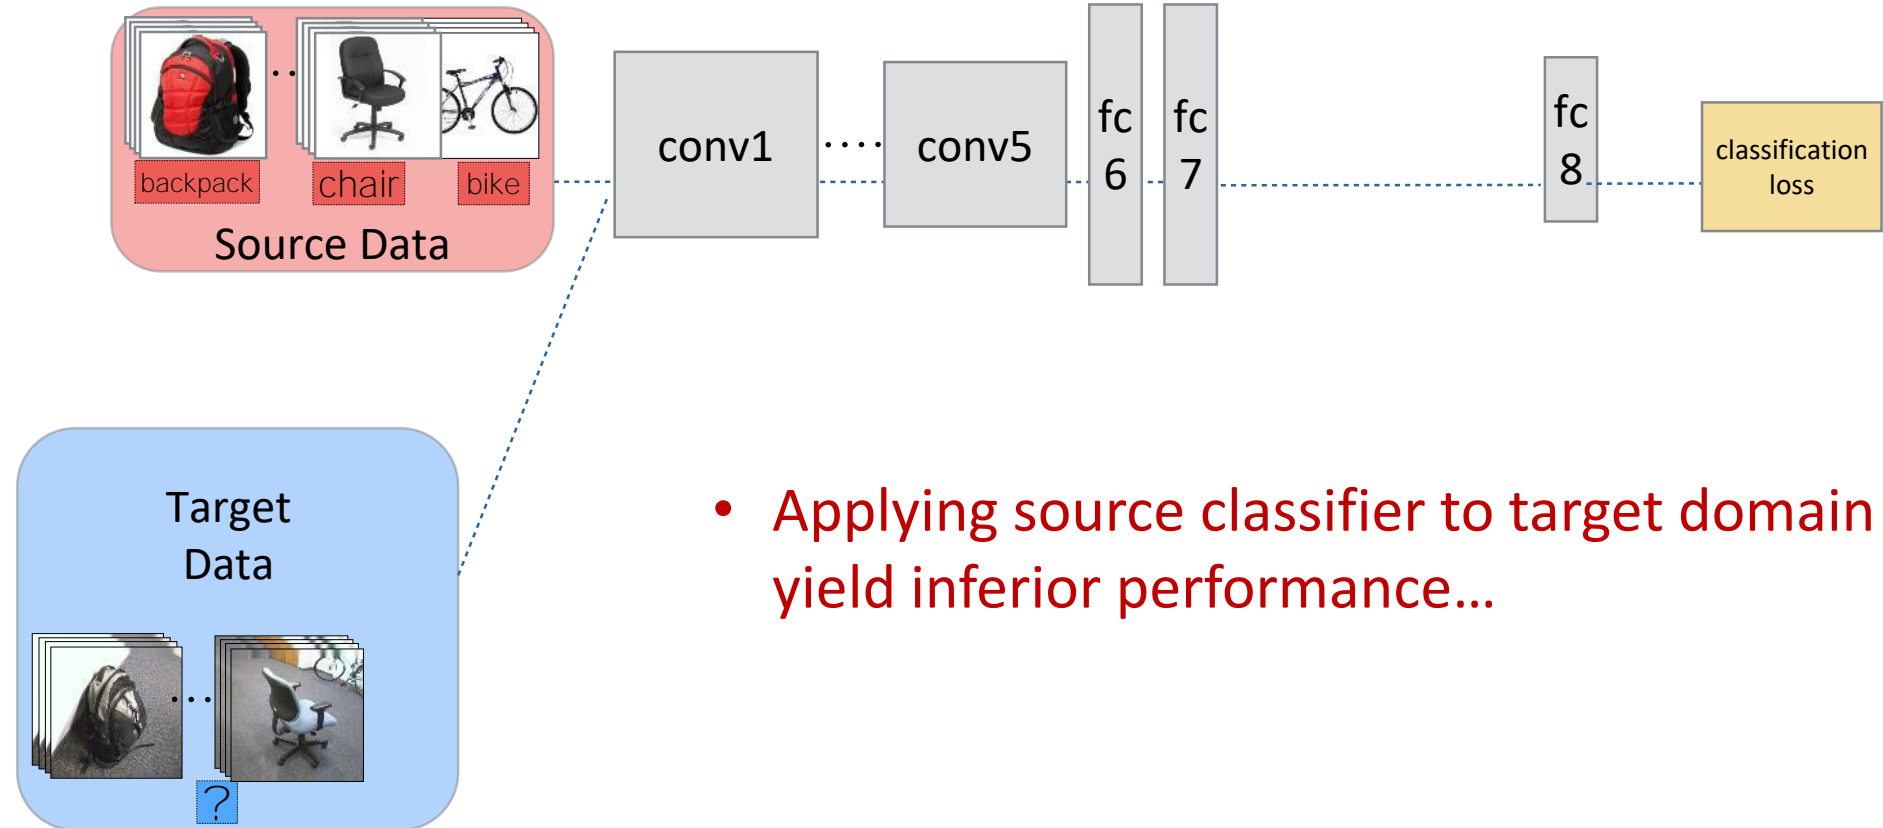 backpack
chair
bike
Source Data
conv1
....
conv5
fc
6
fc
7
fc
8
classification
loss
Target
Data
?
• Applying source classifier to target domain
yield inferior performance…